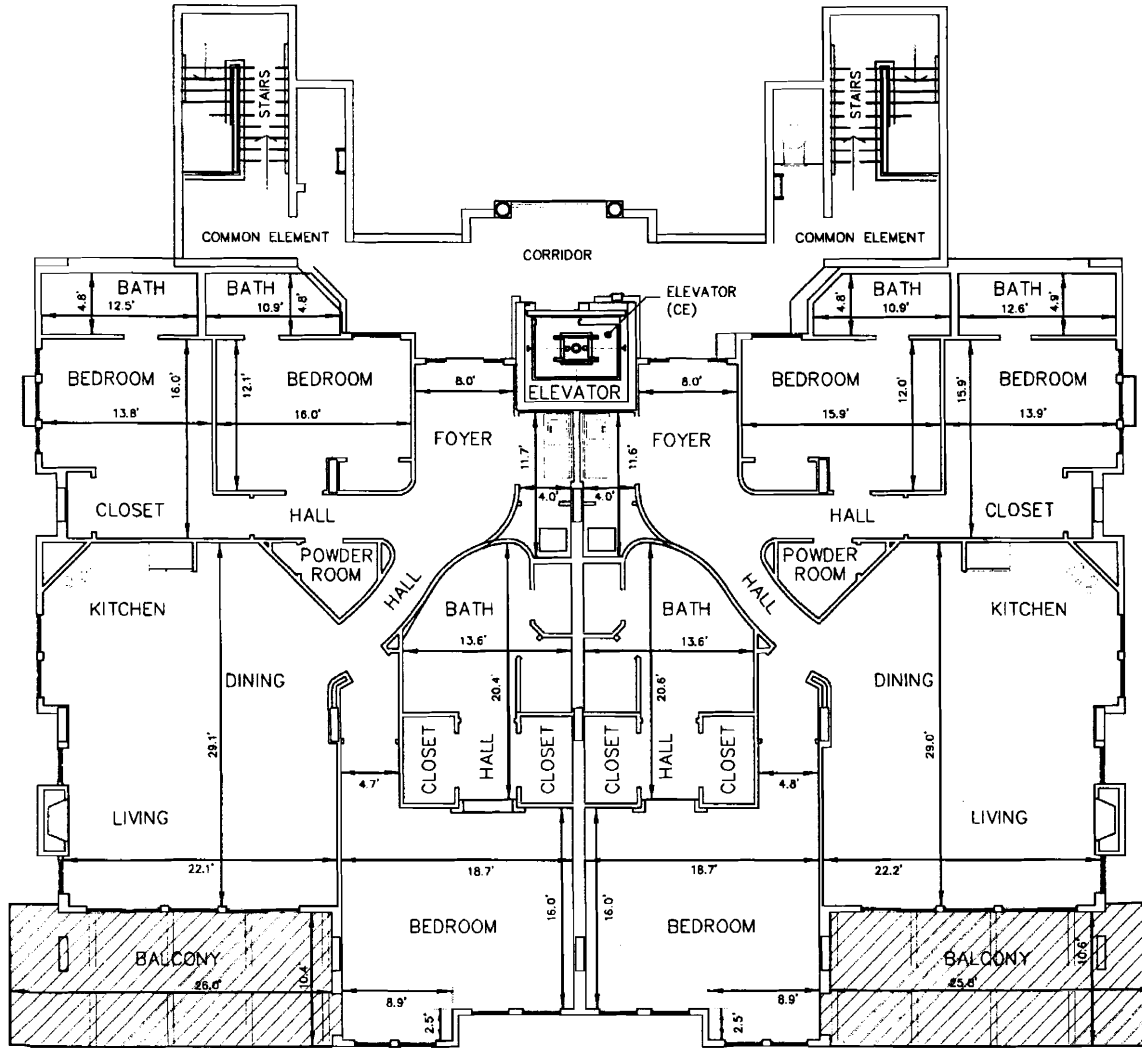 STAIRS
STAIRS
COMMON ELEMENT
COMMON ELEMENT
CORRIDOR
ELEVATOR
(CE)
BATH
BATH
BATH
BATH
4.8'
12.5'
10.9'
4.8'
4.8'
10.9'
12.6'
4.9'
BEDROOM
BEDROOM
ELEVATOR
BEDROOM
BEDROOM
16.0'
12.1'
8.0'
8.0'
12.0'
15.9'
13.8'
16.0'
15.9'
13.9'
FOYER
FOYER
11.7'
11.6'
4.0'
4.0'
CLOSET
HALL
HALL
CLOSET
POWDER
ROOM
POWDER
ROOM
KITCHEN
HALL
BATH
BATH
HALL
KITCHEN
13.6'
13.6'
DINING
20.4'
20.6'
DINING
29.1'
29.0'
CLOSET
HALL
CLOSET
CLOSET
HALL
CLOSET
4.7'
4.8'
LIVING
LIVING
22.1'
18.7'
18.7'
22.2'
16.0'
16.0'
BEDROOM
BEDROOM
BALCONY
BALCONY
26.0'
10.4'
25.8'
10.6'
8.9'
8.9'
2.5'
2.5'